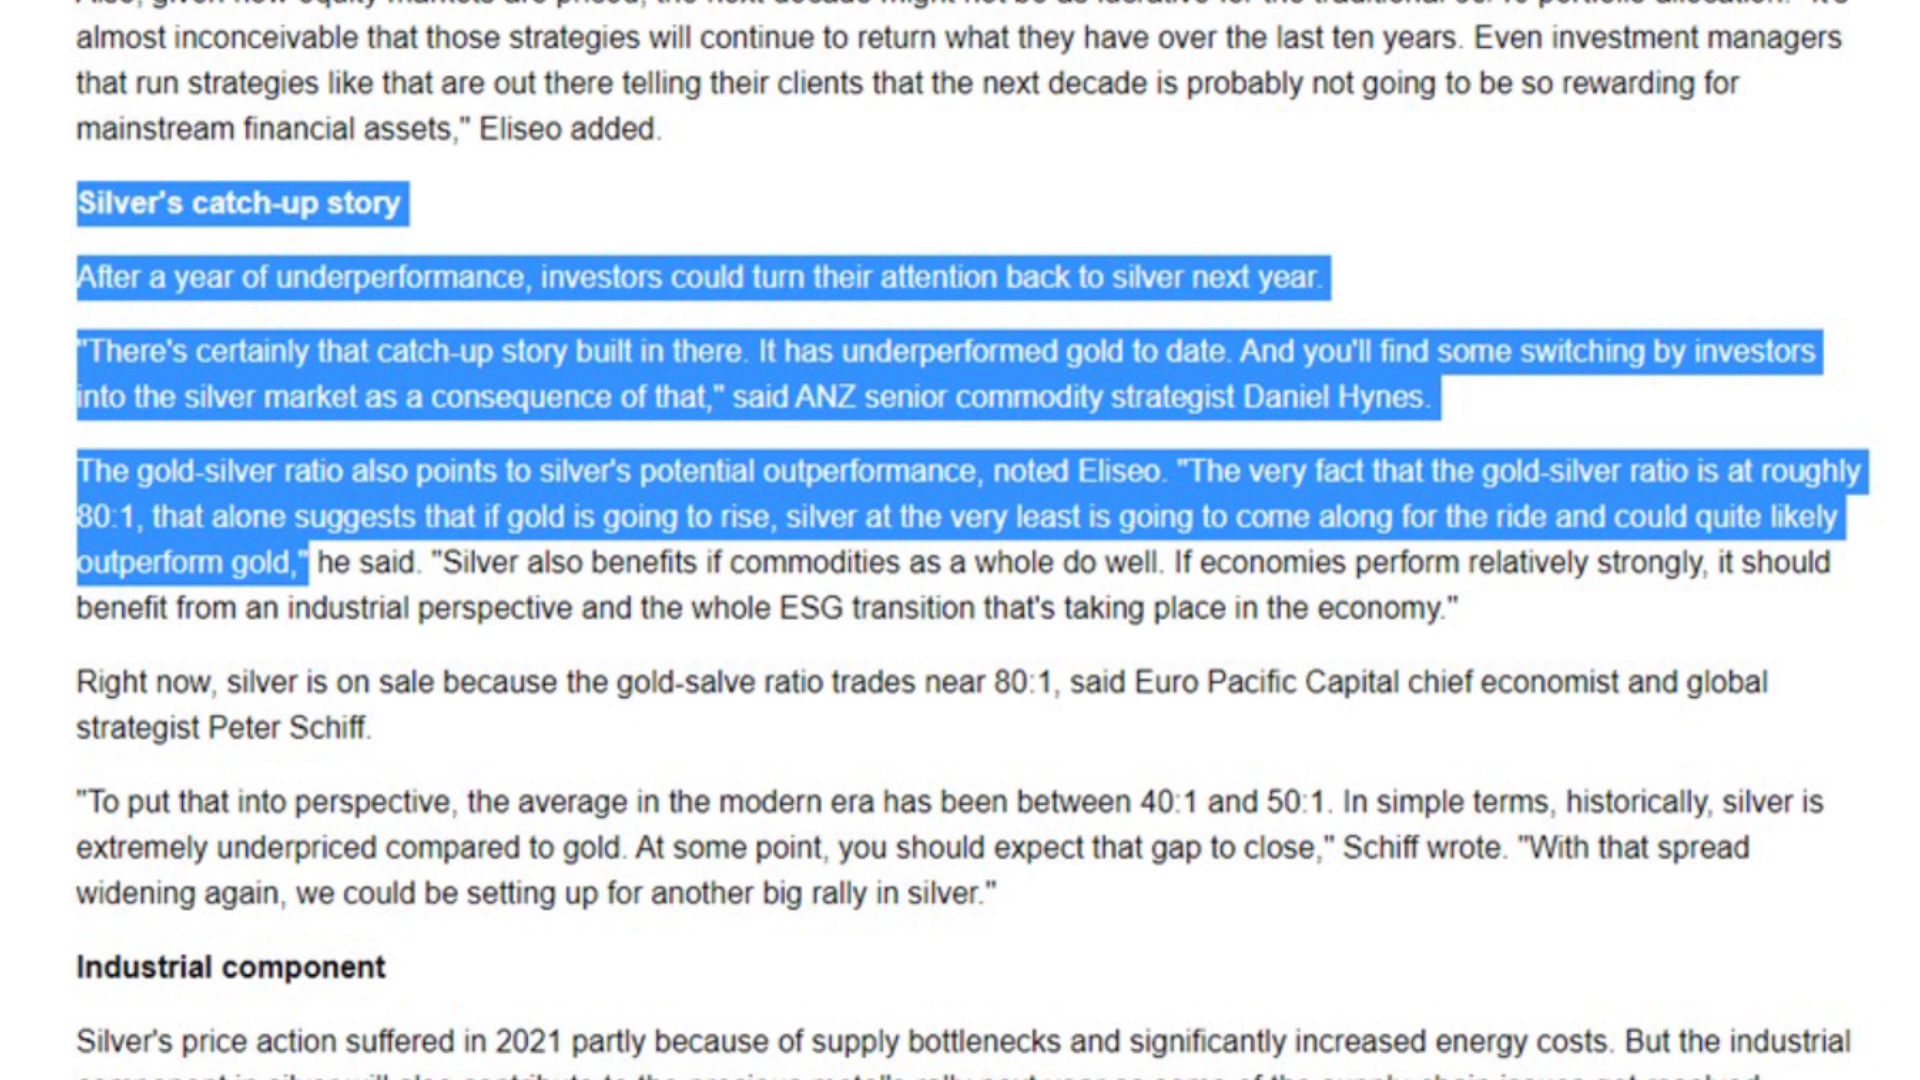 almost inconceivable that those strategies will continue to return what they have over the last ten years. Even investment managers
that run strategies like that are out there telling their clients that the next decade is probably not going to be so rewarding for
mainstream financial assets," Eliseo added.
Silver's catch-up story
After a year of underperformance, investors could turn their attention back to silver next year.
"There's certainly that catch-up story built in there. It has underperformed gold to date. And you'll find some switching by investors
into the silver market as a consequence of that," said ANZ senior commodity strategist Daniel Hynes.
The gold-silver ratio also points to silver's potential outperformance, noted Eliseo. "The very fact that the gold-silver ratio is at roughly
80:1, that alone suggests that if gold is going to rise, silver at the very least is going to come along for the ride and could quite likely
outperform gold," he said. "Silver also benefits if commodities as a whole do well. If economies perform relatively strongly, it should
benefit from an industrial perspective and the whole ESG transition that's taking place in the economy."
Right now, silver is on sale because the gold-salve ratio trades near 80:1, said Euro Pacific Capital chief economist and global
strategist Peter Schiff.
"To put that into perspective, the average in the modern era has been between 40:1 and 50:1. In simple terms, historically, silver is
extremely underpriced compared to gold. At some point, you should expect that gap to close," Schiff wrote. "With that spread
widening again, we could be setting up for another big rally in silver."
Industrial component
Silver's price action suffered in 2021 partly because of supply bottlenecks and significantly increased energy costs. But the industrial